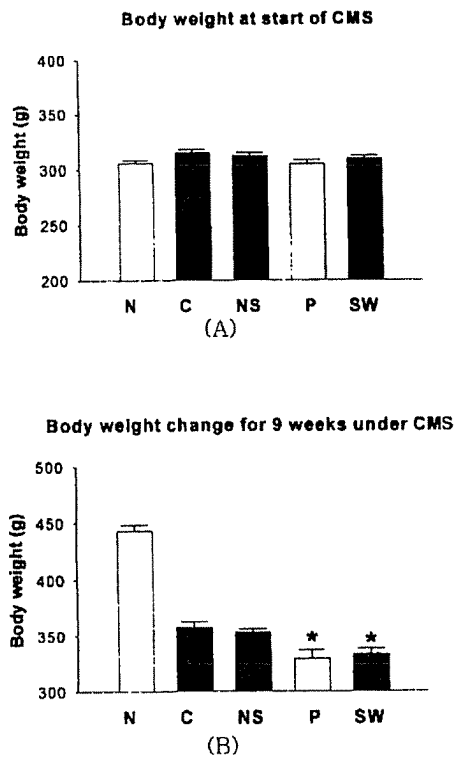 Body weight at start of CMS
400
350
300
250
200
Body weight (g)
N C NS P SW
(A)
Body weight change for 9 weeks under CMS
500
450
400
350
300
Body weight (g)
* *
N C NS P SW
(B)